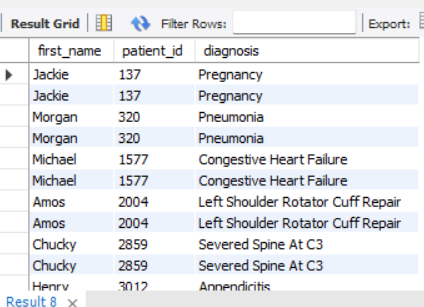 Result Grid Filter Rows: Export:
first_name patient_id diagnosis
Jackie 137 Pregnancy
Jackie 137 Pregnancy
Morgan 320 Pneumonia
Morgan 320 Pneumonia
Michael 1577 Congestive Heart Failure
Michael 1577 Congestive Heart Failure
Amos 2004 Left Shoulder Rotator Cuff Repair
Amos 2004 Left Shoulder Rotator Cuff Repair
Chucky 2859 Severed Spine At C3
Chucky 2859 Severed Spine At C3
Henry 3012 Appendicitis
Result 8